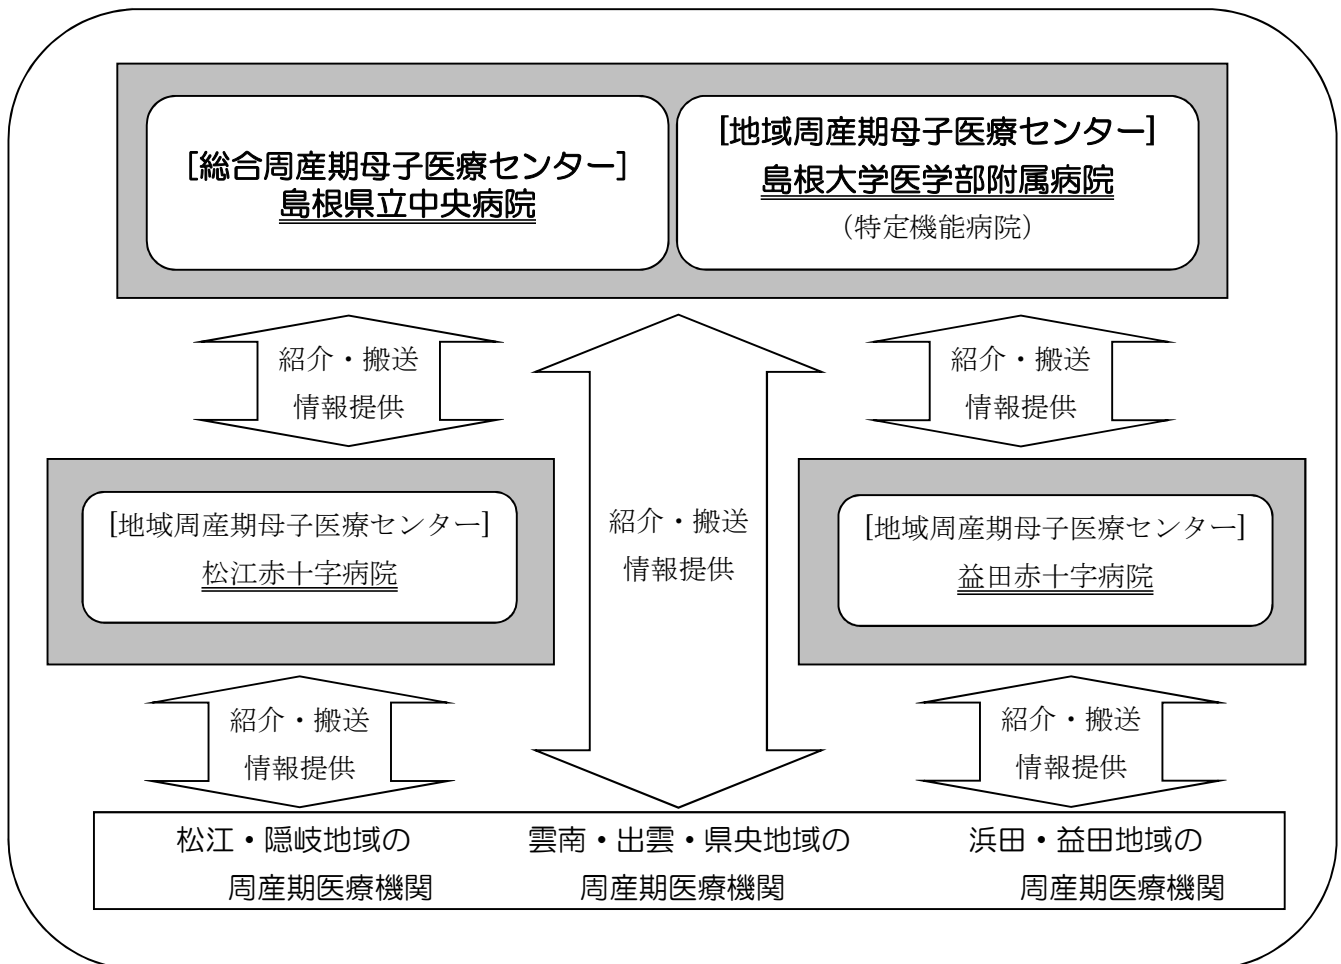 [総合周産期母子医療センター]
島根県立中央病院
[地域周産期母子医療センター]
島根大学医学部附属病院
（特定機能病院）
紹介・搬送
情報提供
紹介・搬送
情報提供
紹介・搬送
情報提供
[地域周産期母子医療センター]
松江赤十字病院
[地域周産期母子医療センター]
益田赤十字病院
紹介・搬送
情報提供
紹介・搬送
情報提供
松江・隠岐地域の
周産期医療機関
雲南・出雲・県央地域の
周産期医療機関
浜田・益田地域の
周産期医療機関